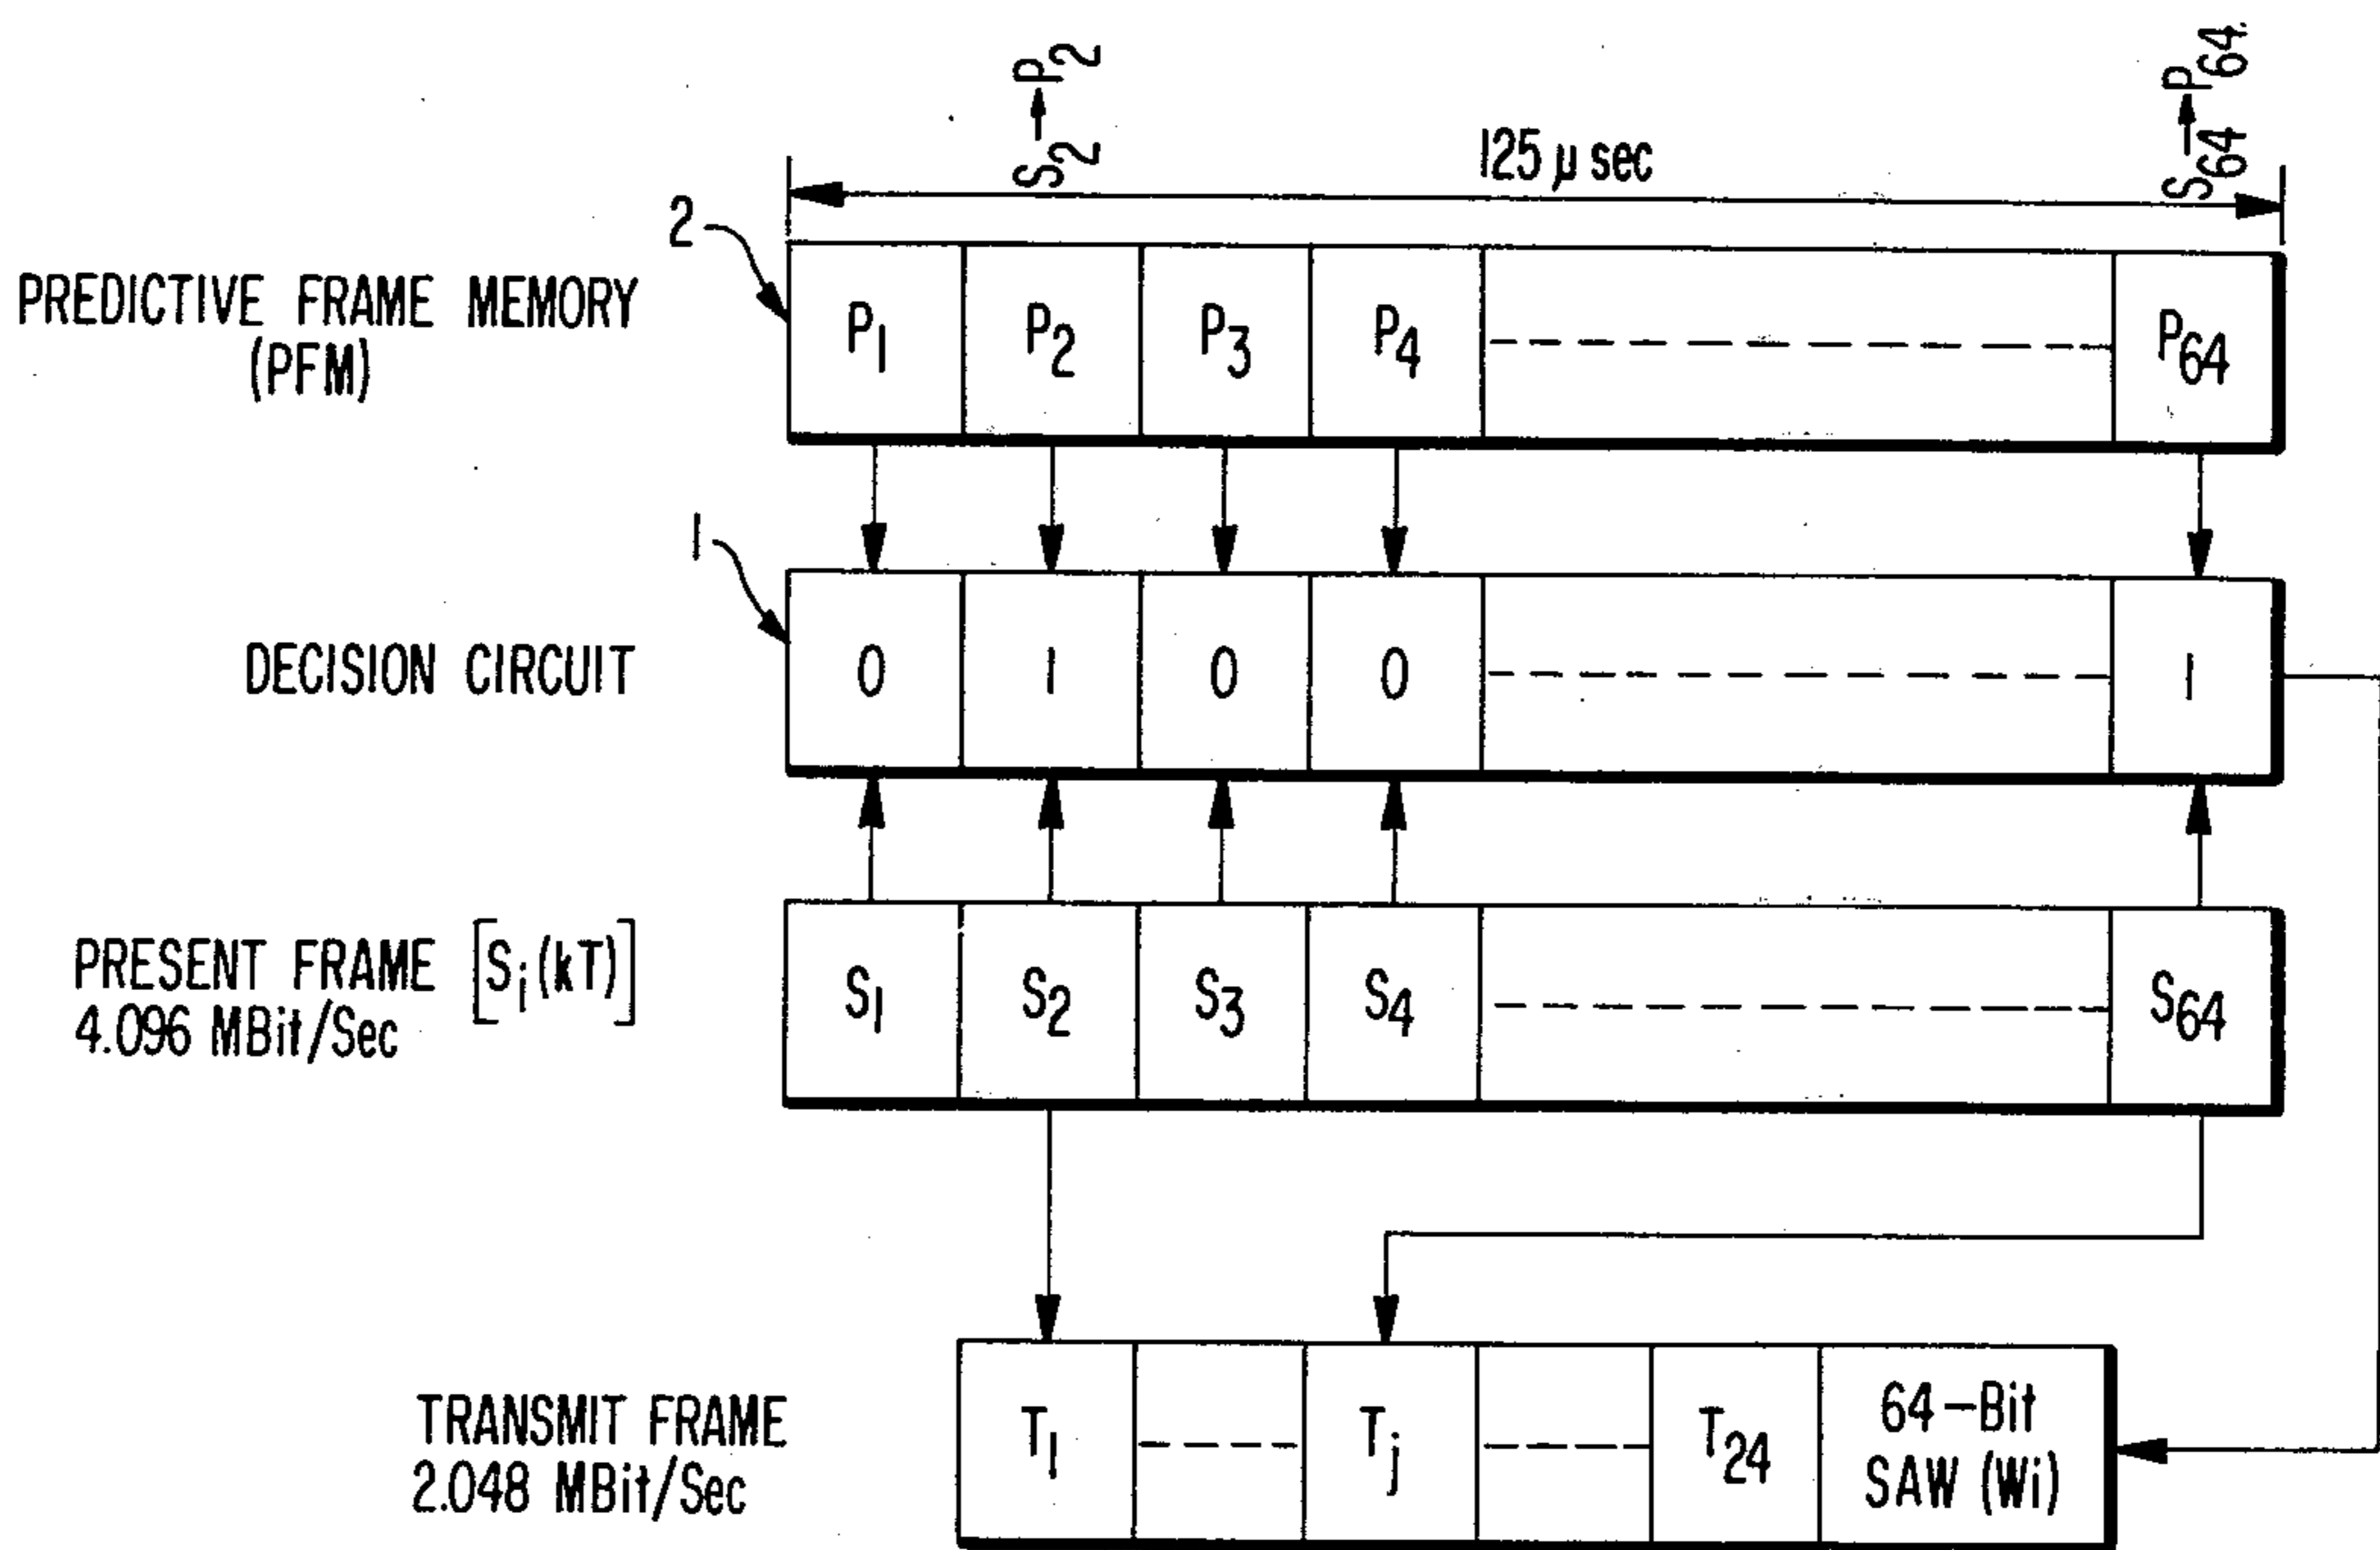 S2→P2
S64→P64
125 μ sec
2
PREDICTIVE FRAME MEMORY
(PFM)
P1 P2 P3 P4 P64
1
DECISION CIRCUIT
0 1 0 0 1
PRESENT FRAME [Si(kT)]
4.096 MBit/Sec
S1 S2 S3 S4 S64
TRANSMIT FRAME
2.048 MBit/Sec
T1 Tj T24
64-Bit
SAW (Wi)